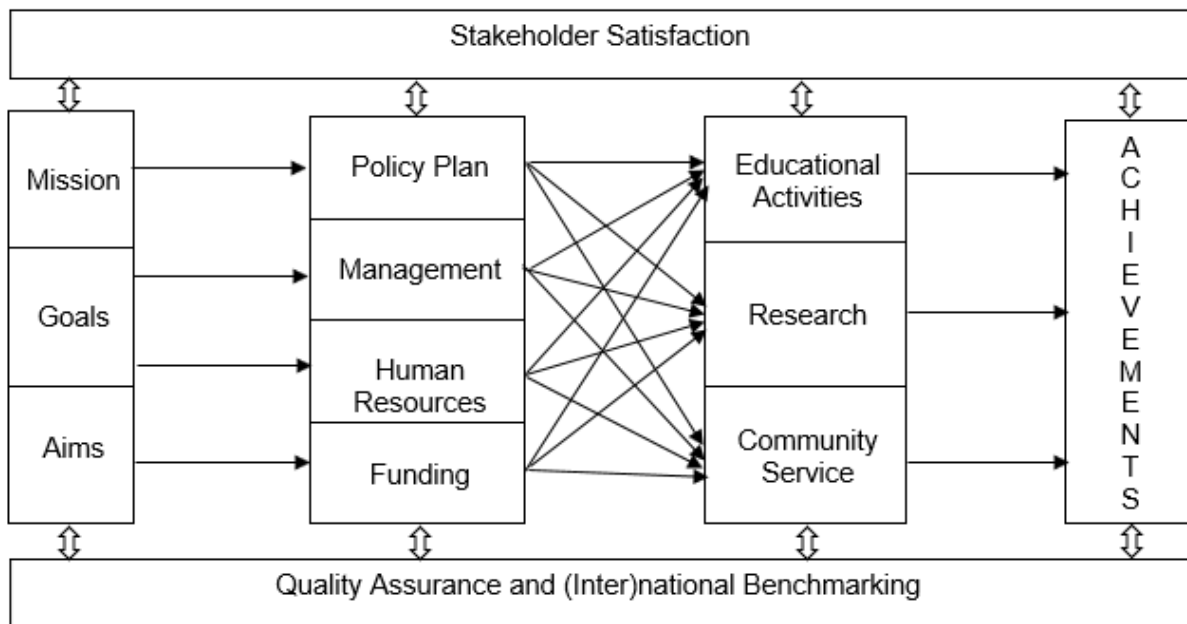 Stakeholder Satisfaction
Mission
Goals
Aims
Policy Plan
Management
Human
Resources
Funding
Educational
Activities
Research
Community
Service
A
C
H
I
E
V
E
M
E
N
T
S
Quality Assurance and (Inter)national Benchmarking